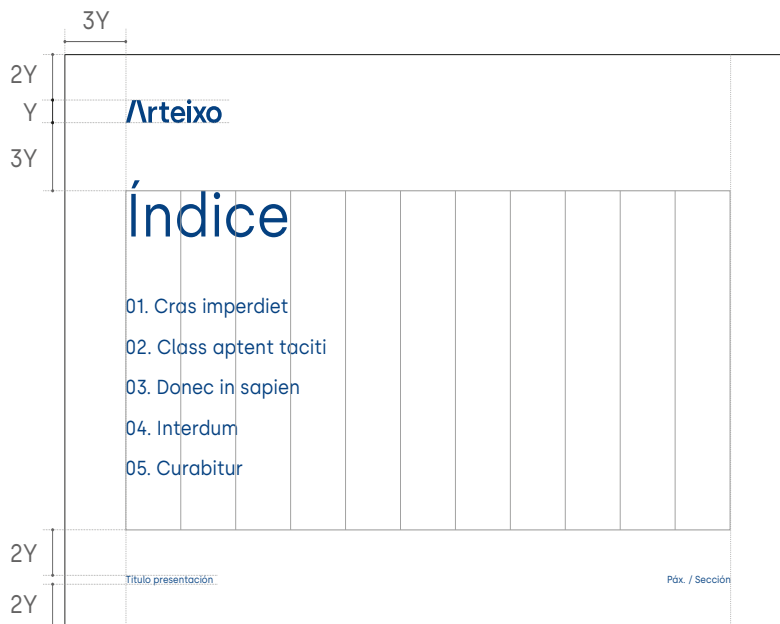 3Y
2Y
Y
Arteixo
3Y
Índice
01. Cras imperdiet
02. Class aptent taciti
03. Donec in sapien
04. Interdum
05. Curabitur
2Y
Título presentación
Páx. / Sección
2Y